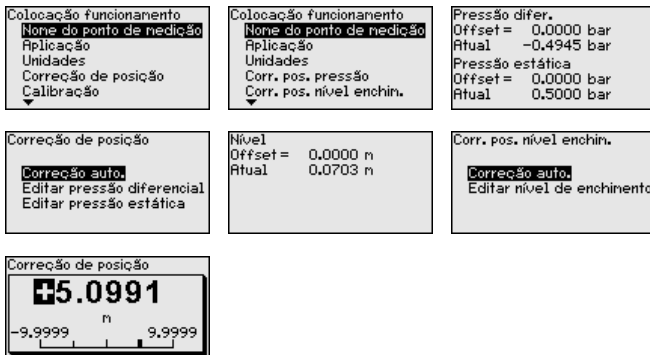 Colocação funcionamento
Nome do ponto de medição
Aplicação
Unidades
Correção de posição
Calibração
Colocação funcionamento
Nome do ponto de medição
Aplicação
Unidades
Corr. pos. pressão
Corr. pos. nível enchim.
Pressão difer.
Offset = 0.0000 bar
Atual -0.4945 bar
Pressão estática
Offset = 0.0000 bar
Atual 0.5000 bar
Correção de posição
Correção auto.
Editar pressão diferencial
Editar pressão estática
Nível
Offset = 0.0000 m
Atual 0.0703 m
Corr. pos. nível enchim.
Correção auto.
Editar nível de enchimento
Correção de posição
+5.0991
m
-9.9999 9.9999